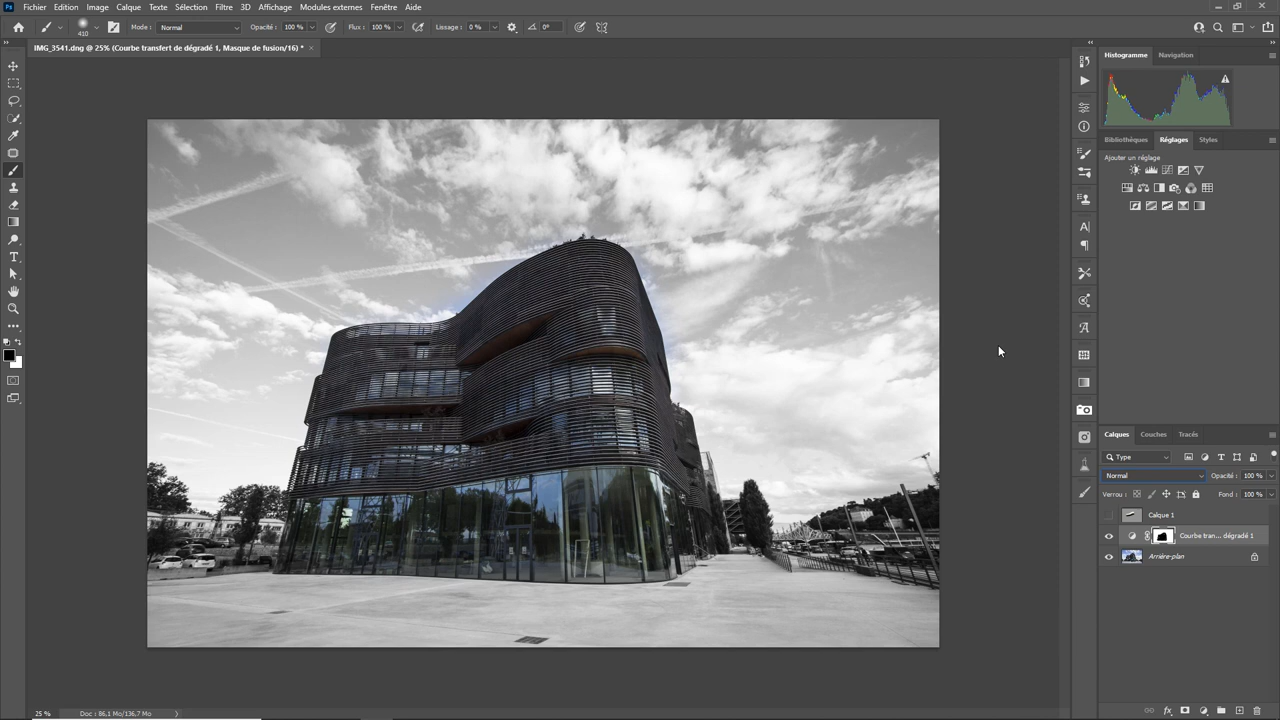 Ps Fichier Edition Image Calque Texte Sélection Filtre 3D Affichage Modules externes Fenêtre Aide
410 Mode : Normal Opacité : 100 % Flux : 100 % Lissage : 0 % 0°
IMG_3541.dng @ 25% (Courbe transfert de dégradé 1, Masque de fusion/16) * ×
Histogramme Navigation
Bibliothèques Réglages Styles
Ajouter un réglage
Calques Couches Tracés
Type
Normal Opacité : 100 %
Verrou : Fond : 100 %
Calque 1
Courbe tran... dégradé 1
Arrière-plan
25 % Doc : 86,1 Mo/136,7 Mo